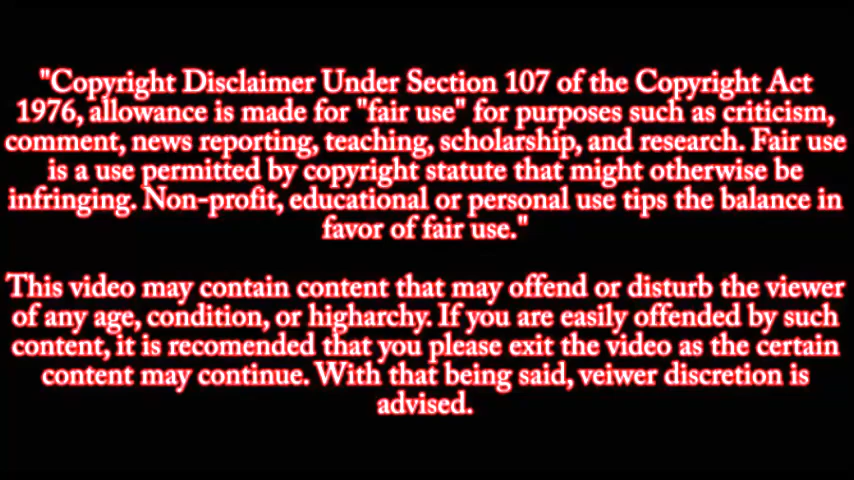 "Copyright Disclaimer Under Section 107 of the Copyright Act
1976, allowance is made for "fair use" for purposes such as criticism,
comment, news reporting, teaching, scholarship, and research. Fair use
is a use permitted by copyright statute that might otherwise be
infringing. Non-profit, educational or personal use tips the balance in
favor of fair use."
This video may contain content that may offend or disturb the viewer
of any age, condition, or higharchy. If you are easily offended by such
content, it is recomended that you please exit the video as the certain
content may continue. With that being said, veiwer discretion is
advised.